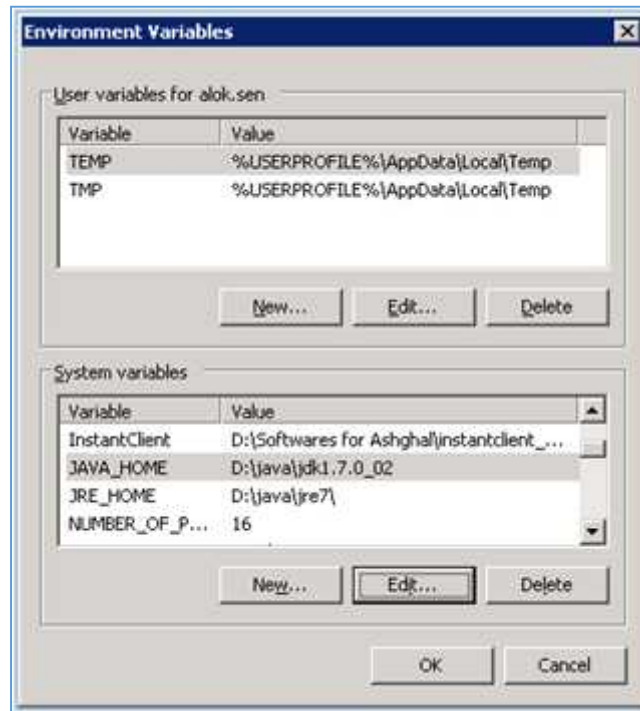 Environment Variables
User variables for alok.sen
Variable Value
TEMP %USERPROFILE%\AppData\Local\Temp
TMP %USERPROFILE%\AppData\Local\Temp
New... Edit... Delete
System variables
Variable Value
InstantClient D:\Softwares for Ashghal\instantclient_...
JAVA_HOME D:\java\jdk1.7.0_02
JRE_HOME D:\java\jre7\
NUMBER_OF_P... 16
New... Edit... Delete
OK Cancel